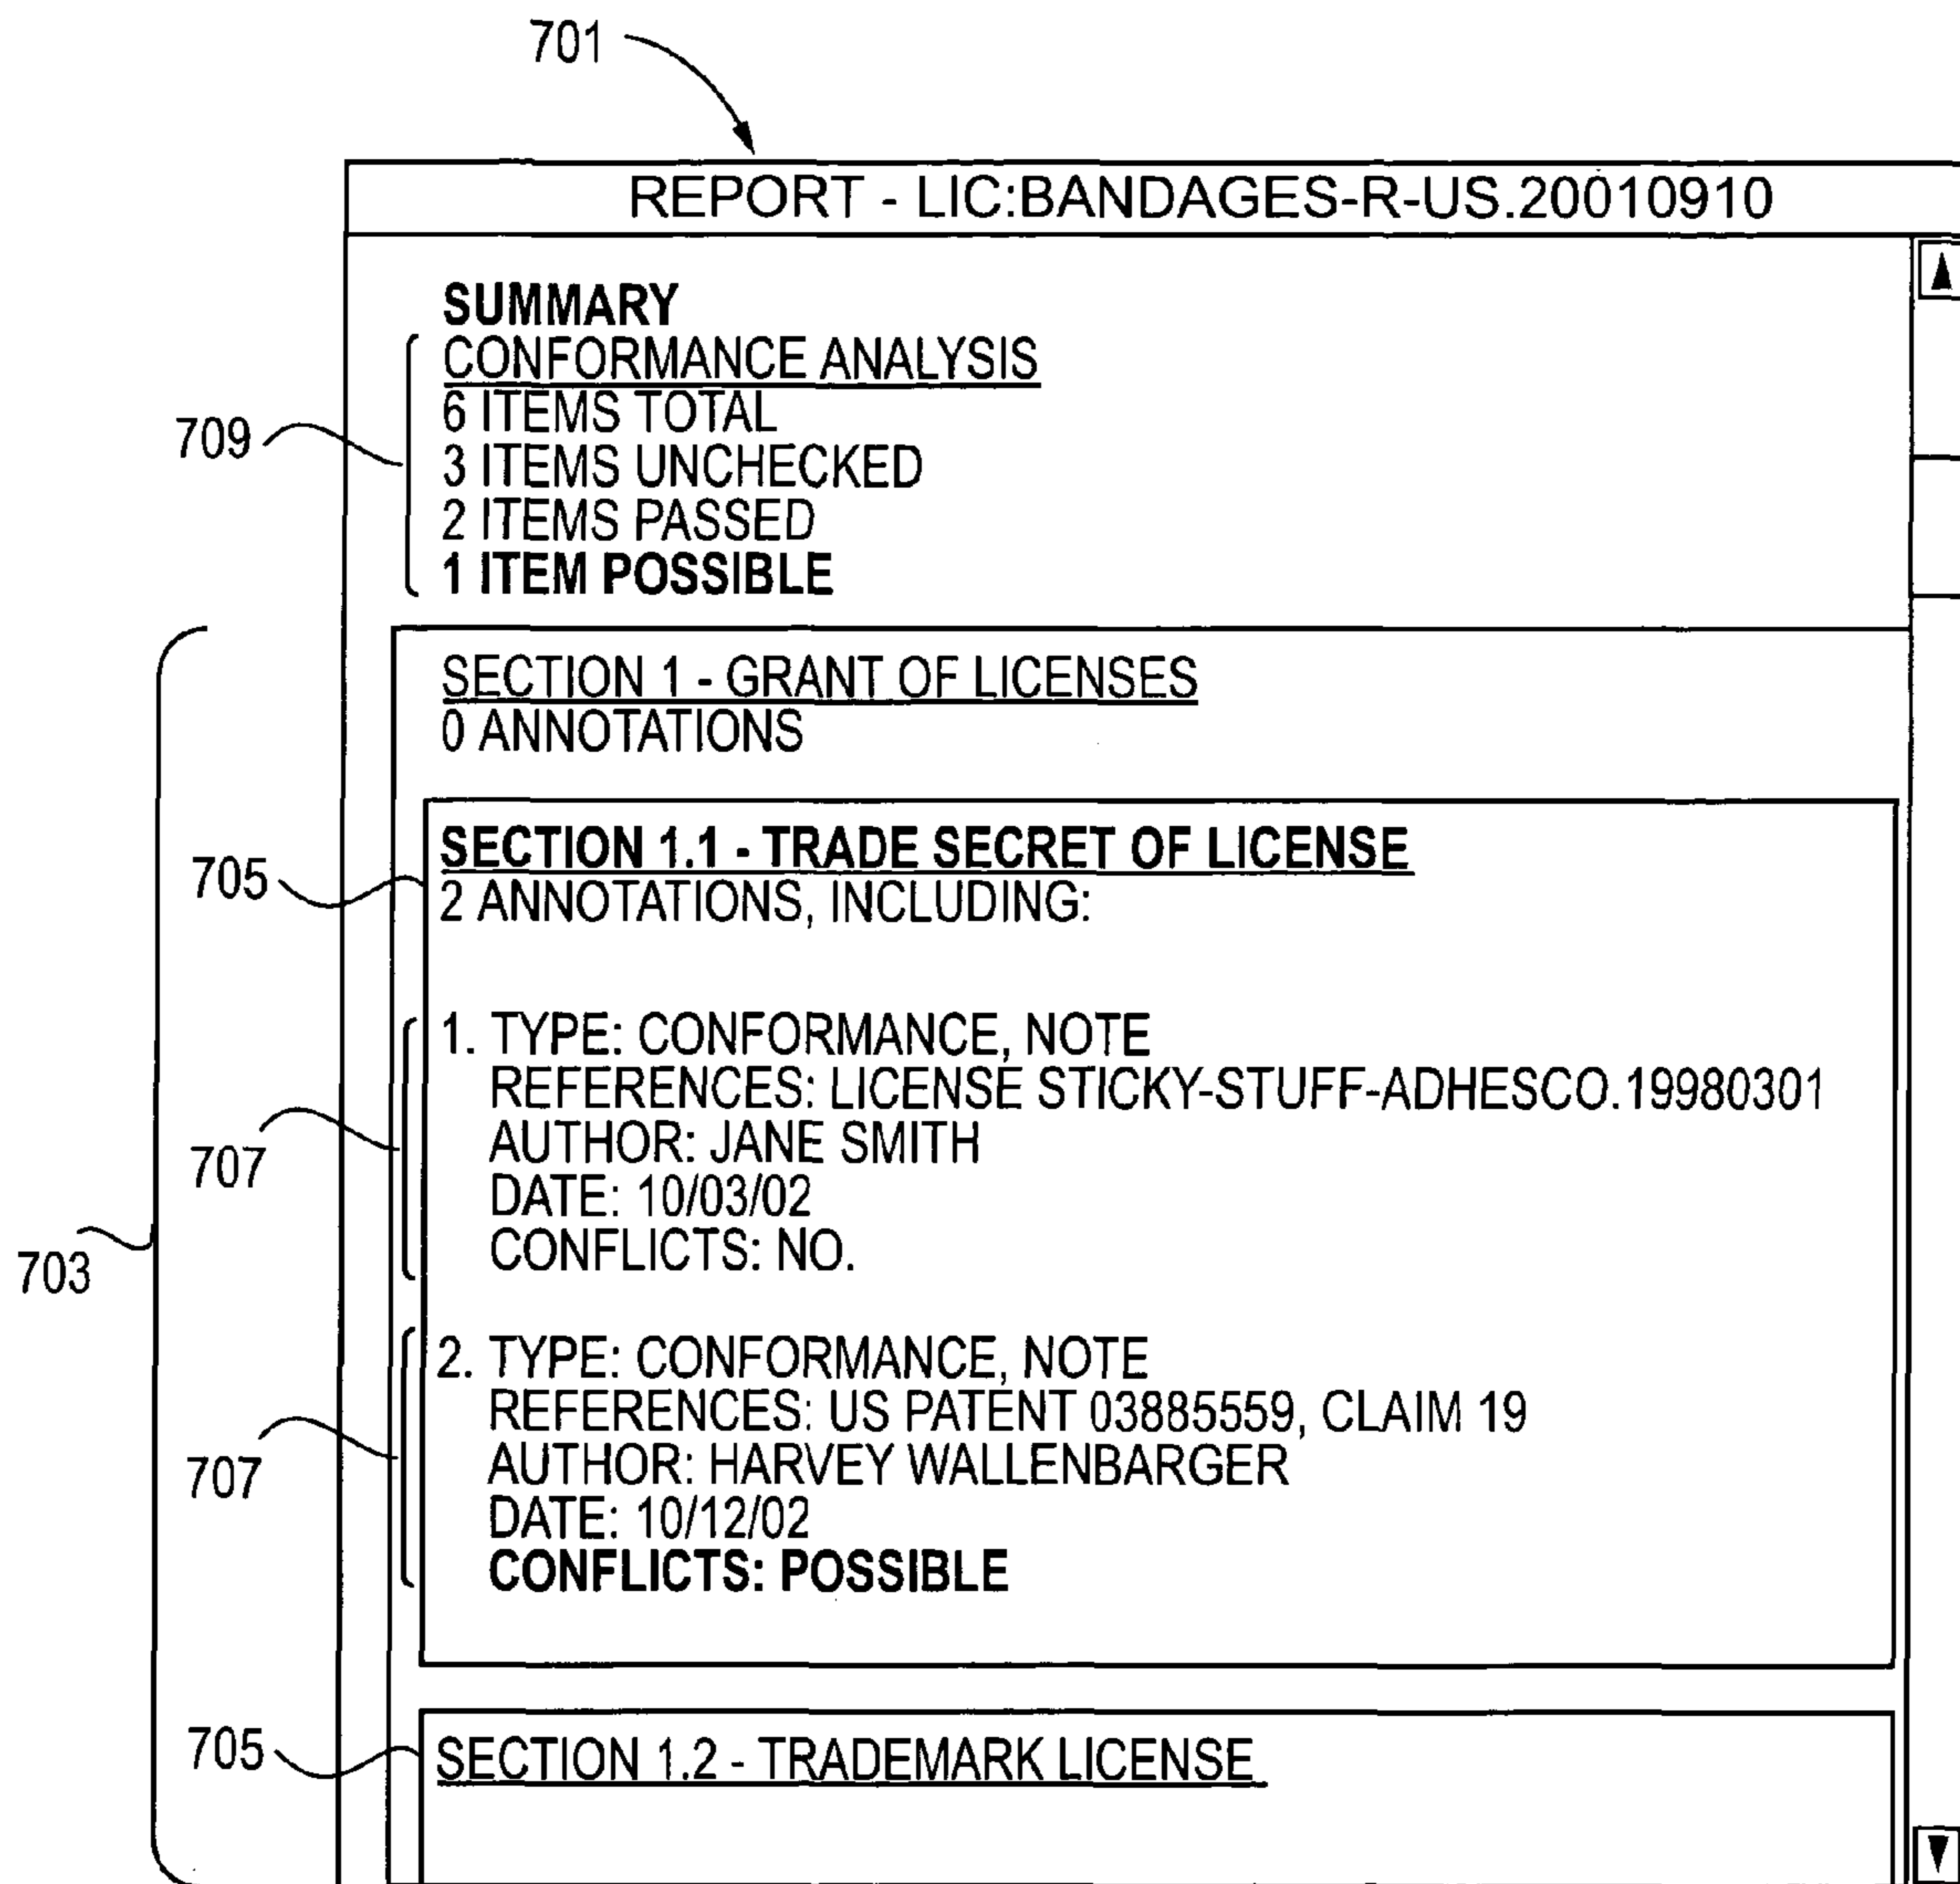 701
REPORT - LIC:BANDAGES-R-US.20010910
SUMMARY
CONFORMANCE ANALYSIS
6 ITEMS TOTAL
709
3 ITEMS UNCHECKED
2 ITEMS PASSED
1 ITEM POSSIBLE
SECTION 1 - GRANT OF LICENSES
0 ANNOTATIONS
SECTION 1.1 - TRADE SECRET OF LICENSE
705
2 ANNOTATIONS, INCLUDING:
1. TYPE: CONFORMANCE, NOTE
REFERENCES: LICENSE STICKY-STUFF-ADHESCO.19980301
AUTHOR: JANE SMITH
707
DATE: 10/03/02
CONFLICTS: NO.
703
2. TYPE: CONFORMANCE, NOTE
REFERENCES: US PATENT 03885559, CLAIM 19
AUTHOR: HARVEY WALLENBARGER
707
DATE: 10/12/02
CONFLICTS: POSSIBLE
705
SECTION 1.2 - TRADEMARK LICENSE